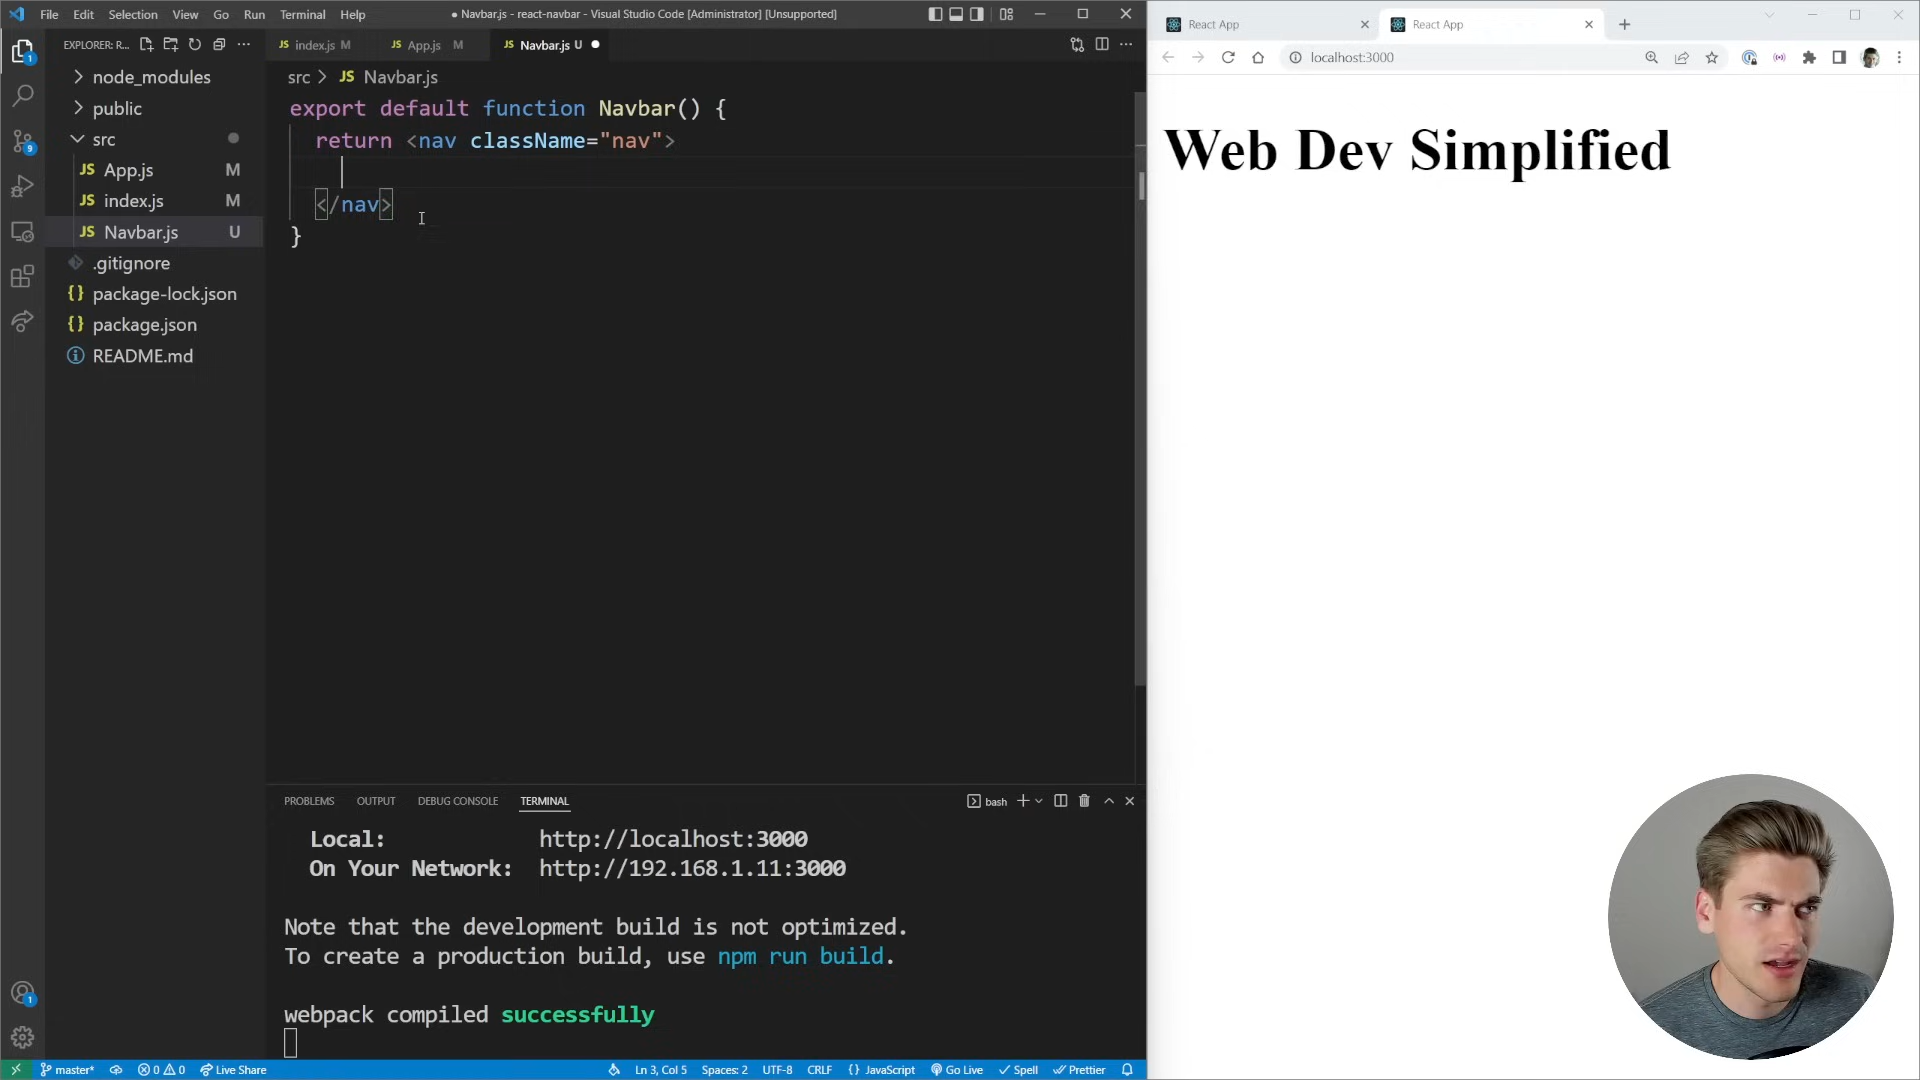 File Edit Selection View Go Run Terminal Help
● Navbar.js - react-navbar - Visual Studio Code [Administrator] [Unsupported]
EXPLORER: R...
index.js M
App.js M
Navbar.js U ●
node_modules
public
src
App.js M
index.js M
Navbar.js U
.gitignore
package-lock.json
package.json
README.md
src > JS Navbar.js
export default function Navbar() {
return <nav className="nav">
</nav>
}
PROBLEMS OUTPUT DEBUG CONSOLE TERMINAL
bash
Local: http://localhost:3000
On Your Network: http://192.168.1.11:3000
Note that the development build is not optimized.
To create a production build, use npm run build.
webpack compiled successfully
master* 0 0 Live Share
Ln 3, Col 5 Spaces: 2 UTF-8 CRLF {} JavaScript Go Live Spell Prettier
React App
React App
localhost:3000
Web Dev Simplified